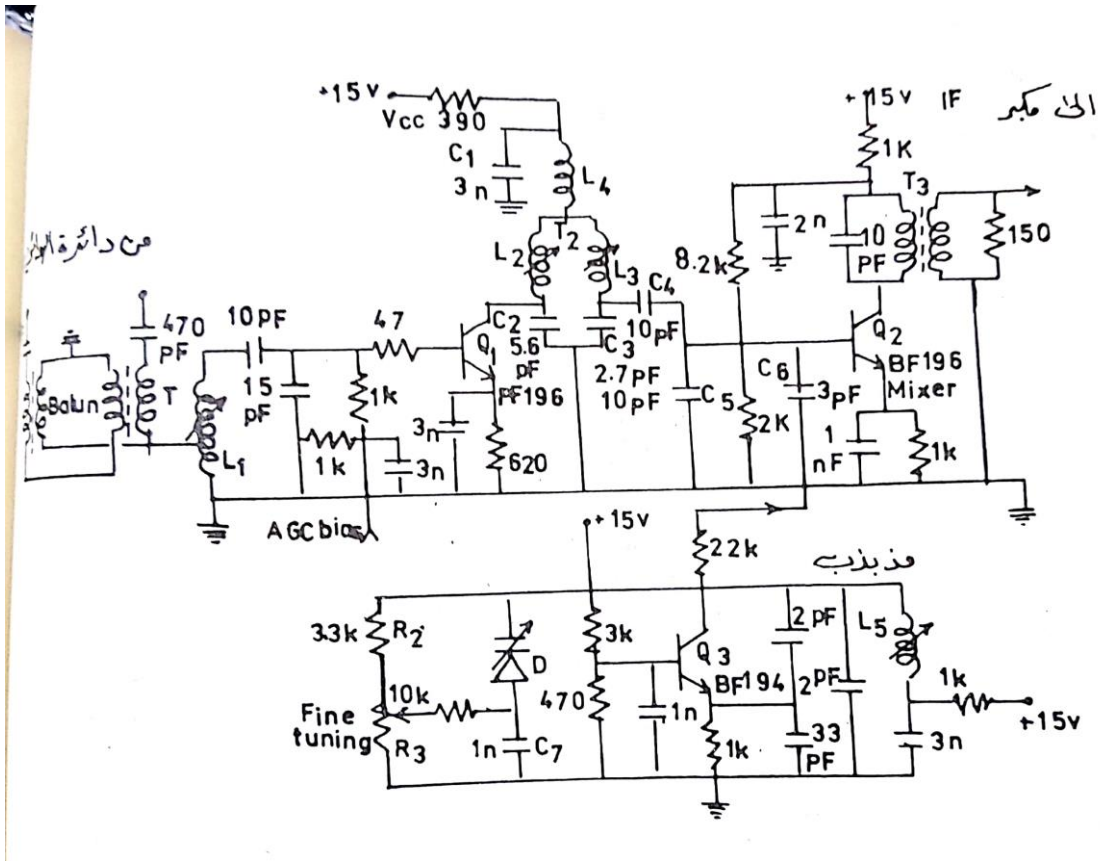 +15v
Vcc 390
C1
3n
L4
T2
L2
L3
C4
10pF
C2
5.6
pF
C3
2.7pF
10pF
C5
+15v IF الى مكبر
1K
T3
2n
10
PF
150
8.2k
Q2
BF196
Mixer
C6
3pF
2K
1
nF
1k
من دائرة
Balun
470
PF
T
L1
10PF
15
pF
47
1k
1k
3n
Q1
PF196
3n
620
AGC bias
+15v
22k
مذبذب
3.3k R2
D
3k
Q3
BF194
2 pF
2pF
L5
1k
+15v
10k
Fine
tuning
R3
1n C7
470
1n
1k
33
PF
3n